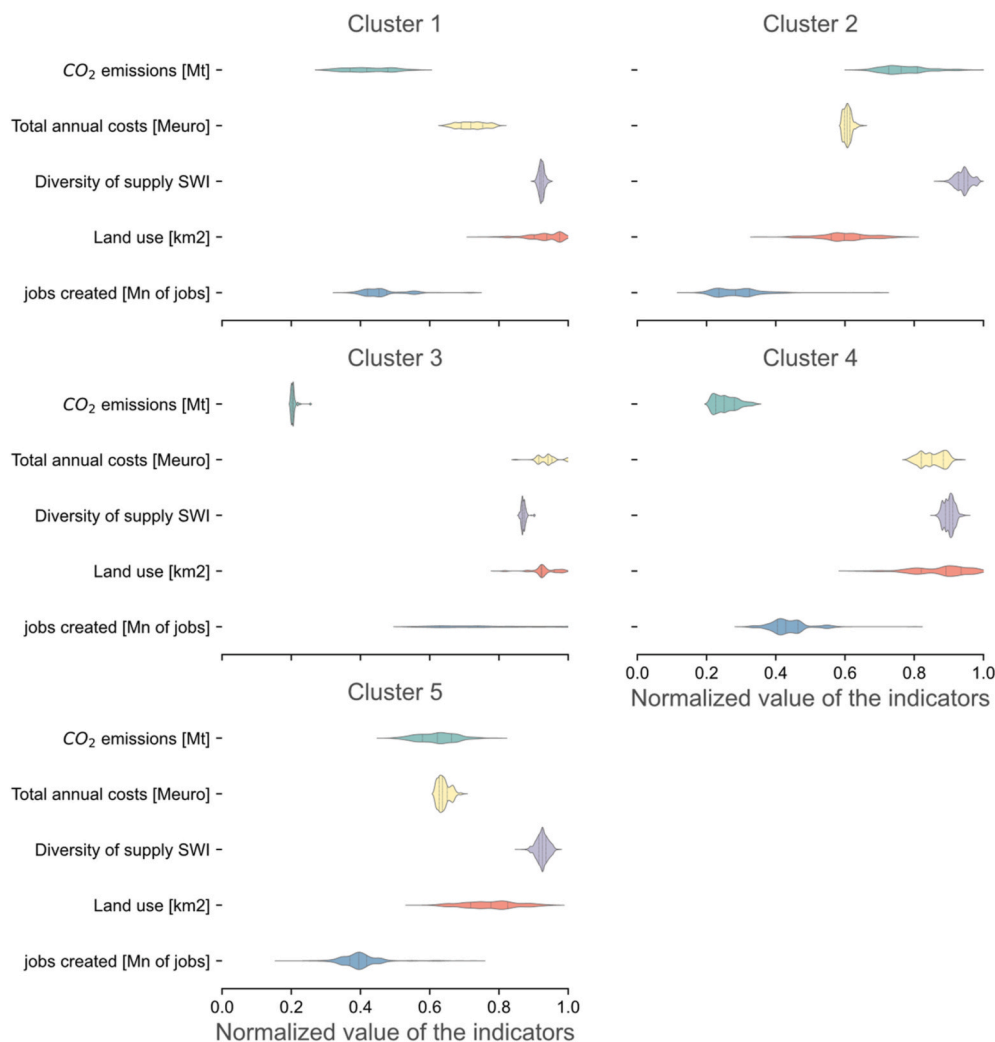 Cluster 1
Cluster 2
CO₂ emissions [Mt]
Total annual costs [Meuro]
Diversity of supply SWI
Land use [km2]
jobs created [Mn of jobs]
Cluster 3
Cluster 4
CO₂ emissions [Mt]
Total annual costs [Meuro]
Diversity of supply SWI
Land use [km2]
jobs created [Mn of jobs]
0.0 0.2 0.4 0.6 0.8 1.0
Normalized value of the indicators
Cluster 5
CO₂ emissions [Mt]
Total annual costs [Meuro]
Diversity of supply SWI
Land use [km2]
jobs created [Mn of jobs]
0.0 0.2 0.4 0.6 0.8 1.0
Normalized value of the indicators